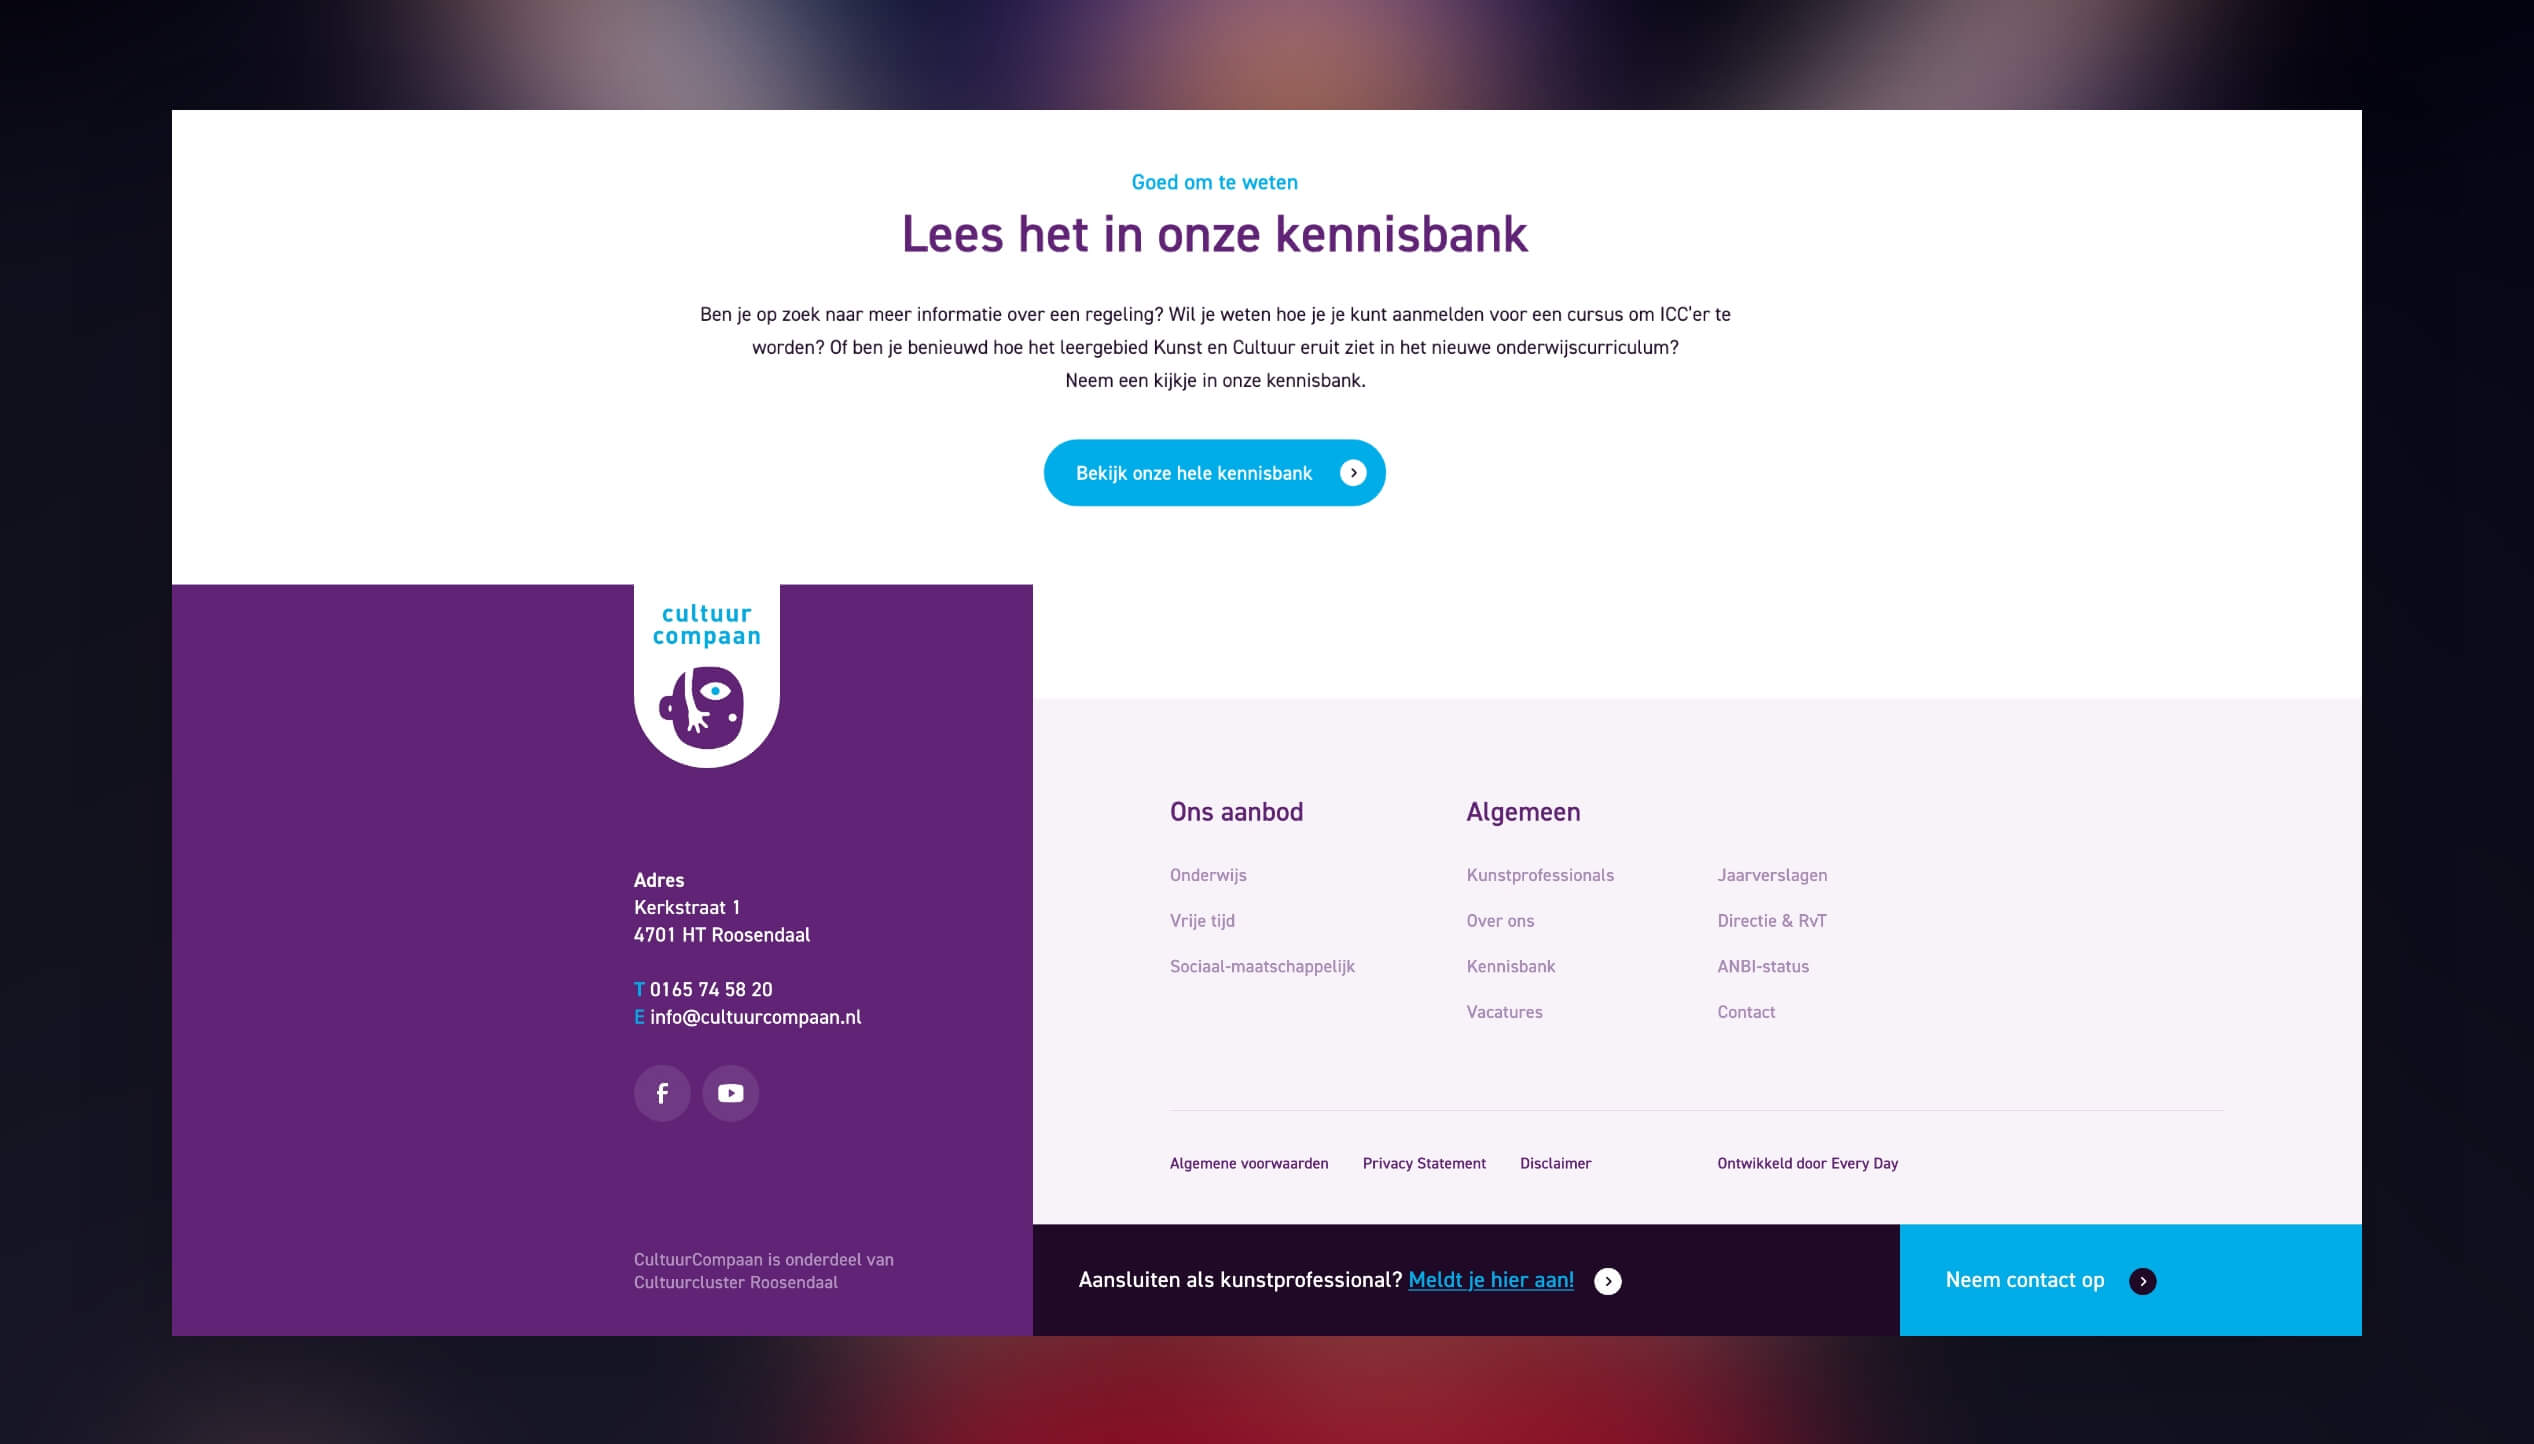 Goed om te weten
Lees het in onze kennisbank
Ben je op zoek naar meer informatie over een regeling? Wil je weten hoe je je kunt aanmelden voor een cursus om ICC'er te
worden? Of ben je benieuwd hoe het leergebied Kunst en Cultuur eruit ziet in het nieuwe onderwijscurriculum?
Neem een kijkje in onze kennisbank.
Bekijk onze hele kennisbank
cultuur
compaan
Adres
Kerkstraat 1
4701 HT Roosendaal
T 0165 74 58 20
E info@cultuurcompaan.nl
CultuurCompaan is onderdeel van
Cultuurcluster Roosendaal
Ons aanbod
Onderwijs
Vrije tijd
Sociaal-maatschappelijk
Algemeen
Kunstprofessionals
Over ons
Kennisbank
Vacatures
Jaarverslagen
Directie & RvT
ANBI-status
Contact
Algemene voorwaarden
Privacy Statement
Disclaimer
Ontwikkeld door Every Day
Aansluiten als kunstprofessional? Meldt je hier aan!
Neem contact op